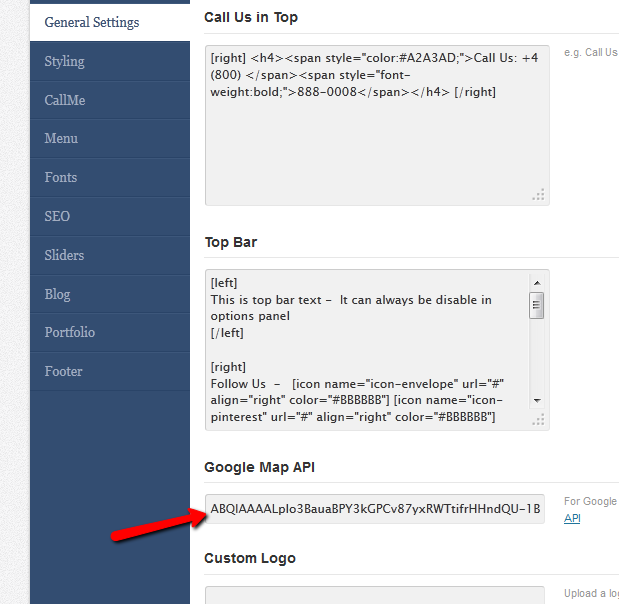 General Settings
Styling
CallMe
Menu
Fonts
SEO
Sliders
Blog
Portfolio
Footer
Call Us in Top
[right] <h4><span style="color:#A2A3AD;">Call Us: +4
(800) </span><span style="font-
weight:bold;">888-0008</span></h4> [/right]
e.g. Call Us
Top Bar
[left]
This is top bar text -  It can always be disable in
options panel
[/left]
[right]
Follow Us  -   [icon name="icon-envelope" url="#"
align="right" color="#BBBBBB"] [icon name="icon-
pinterest" url="#" align="right" color="#BBBBBB"]
Google Map API
ABQIAAAALplo3BauaBPY3kGPCv87yxRWTtifrHHndQU-1B
For Google
API
Custom Logo
Upload a log